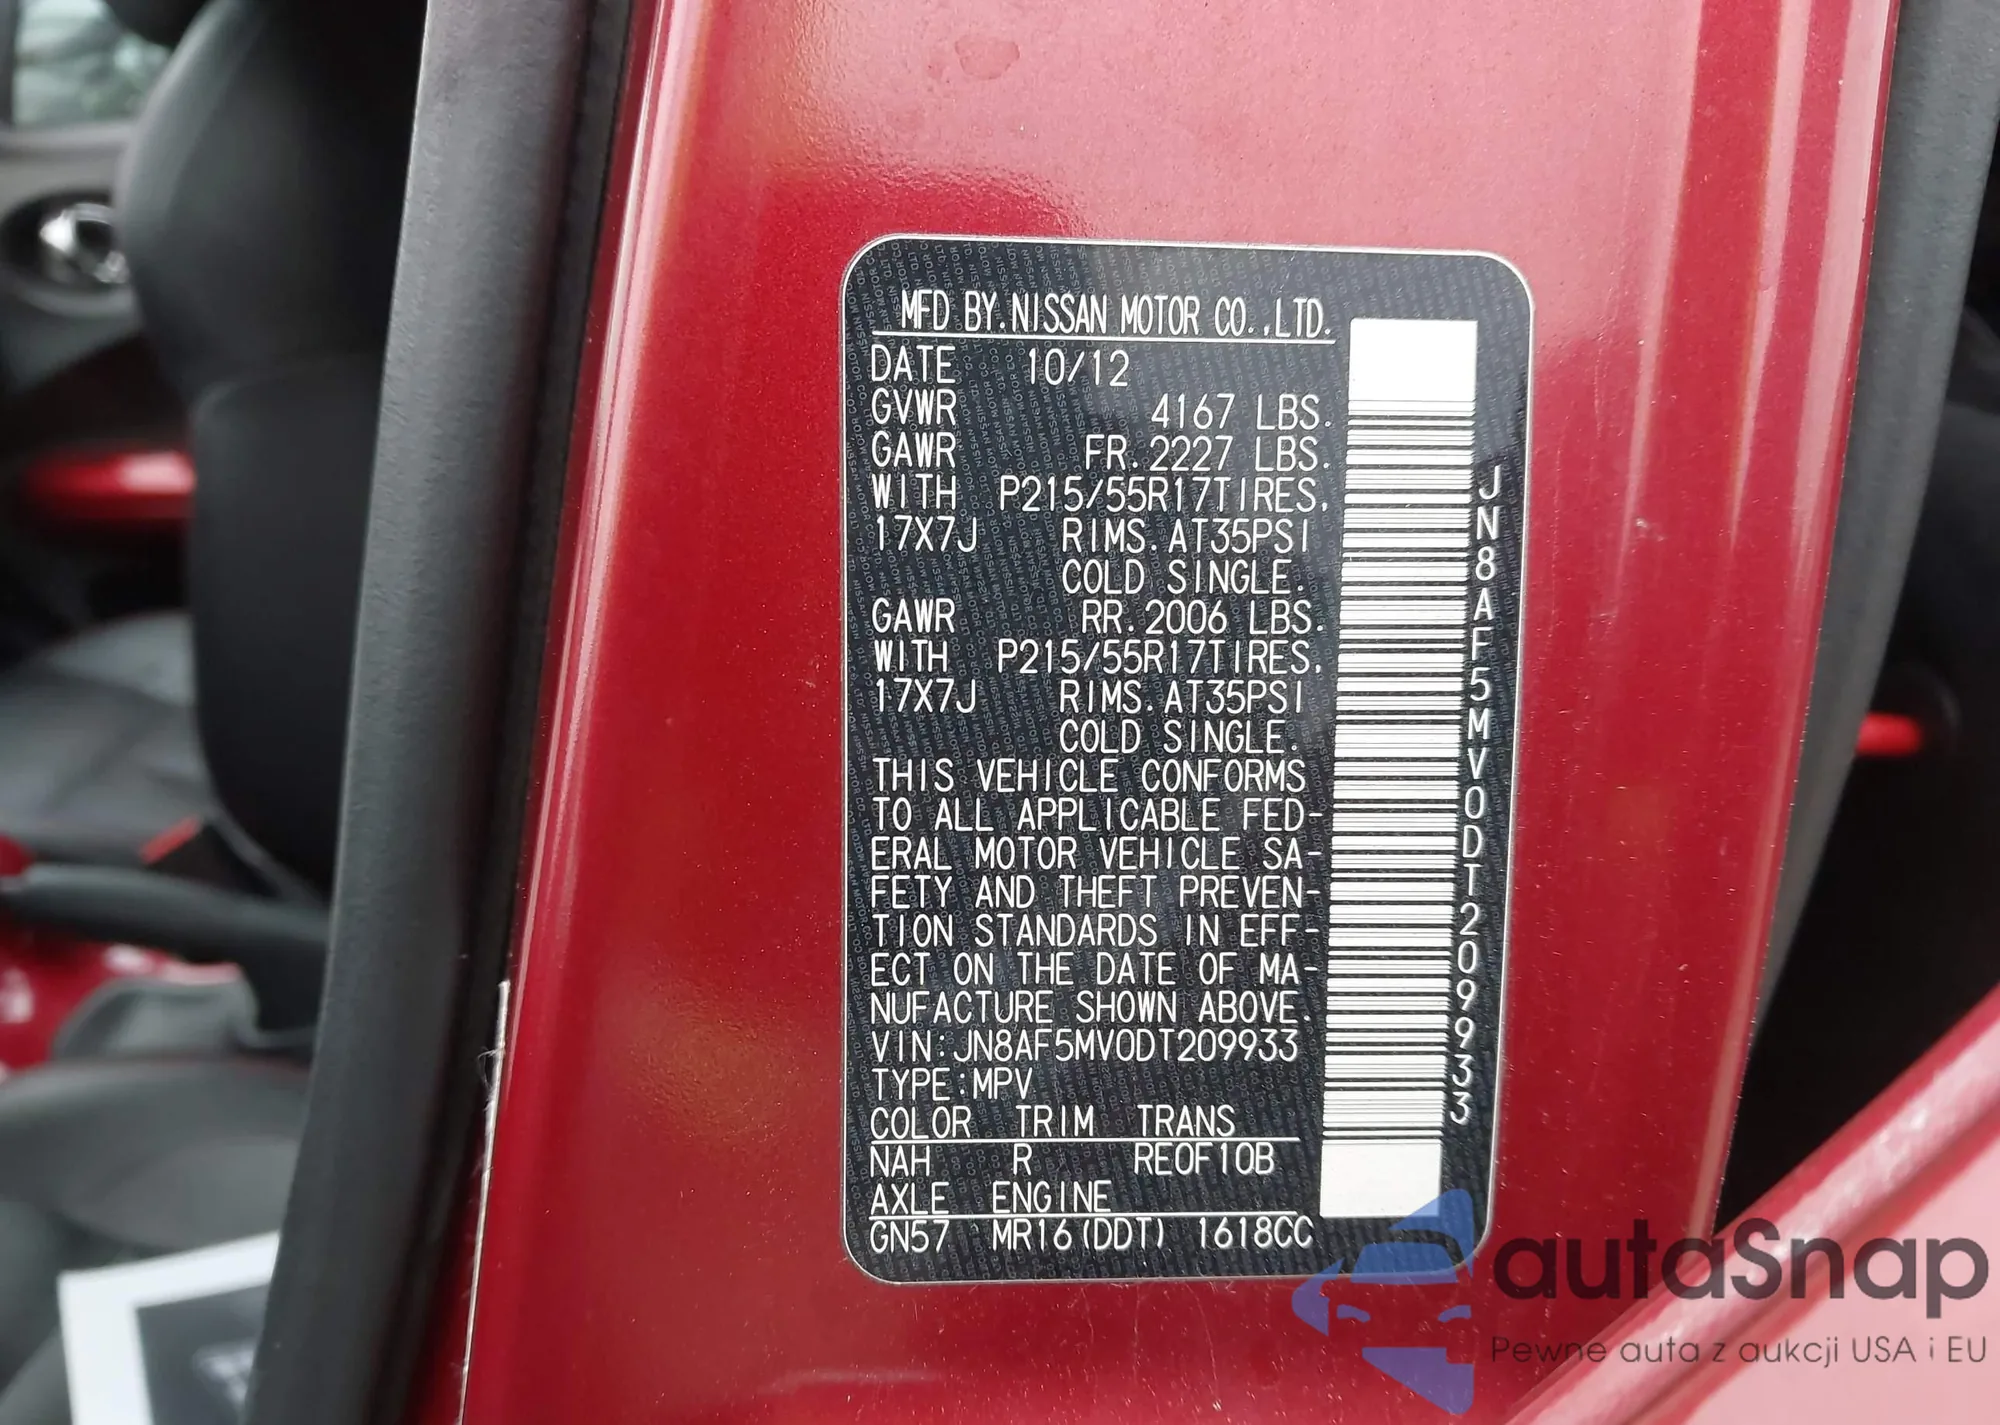 MFD BY.NISSAN MOTOR CO.,LTD.
DATE 10/12
GVWR 4167 LBS.
GAWR FR.2227 LBS.
WITH P215/55R17TIRES,
17X7J RIMS.AT35PSI
COLD SINGLE.
GAWR RR.2006 LBS.
WITH P215/55R17TIRES,
17X7J RIMS.AT35PSI
COLD SINGLE.
THIS VEHICLE CONFORMS
TO ALL APPLICABLE FED-
ERAL MOTOR VEHICLE SA-
FETY AND THEFT PREVEN-
TION STANDARDS IN EFF-
ECT ON THE DATE OF MA-
NUFACTURE SHOWN ABOVE.
VIN:JN8AF5MV0DT209933
TYPE:MPV
COLOR TRIM TRANS
NAH R RE0F10B
AXLE ENGINE
GN57 MR16(DDT) 1618CC
JN8AF5MV0DT209933
autaSnap
Pewne auta z aukcji USA i EU